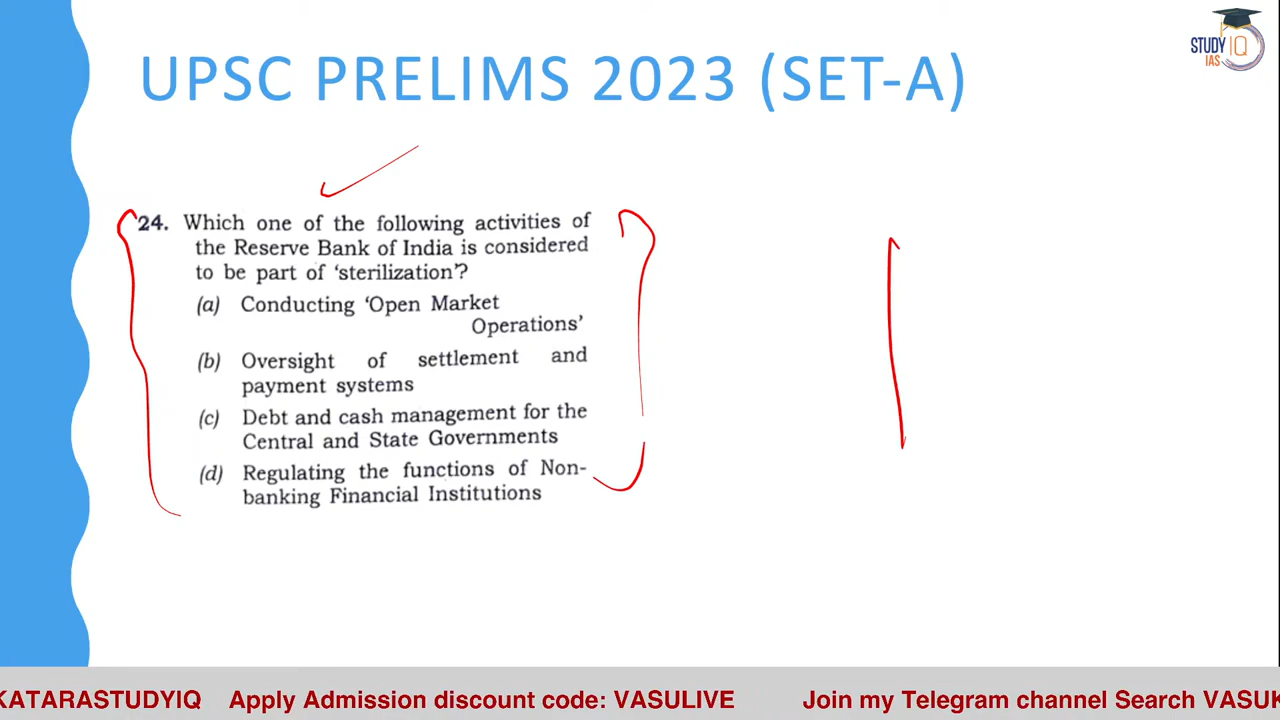 UPSC PRELIMS 2023 (SET-A)
STUDY IQ
IAS
24. Which one of the following activities of
the Reserve Bank of India is considered
to be part of ‘sterilization’?
(a) Conducting ‘Open Market
Operations’
(b) Oversight of settlement and
payment systems
(c) Debt and cash management for the
Central and State Governments
(d) Regulating the functions of Non-
banking Financial Institutions
KATARASTUDYIQ Apply Admission discount code: VASULIVE Join my Telegram channel Search VASUK